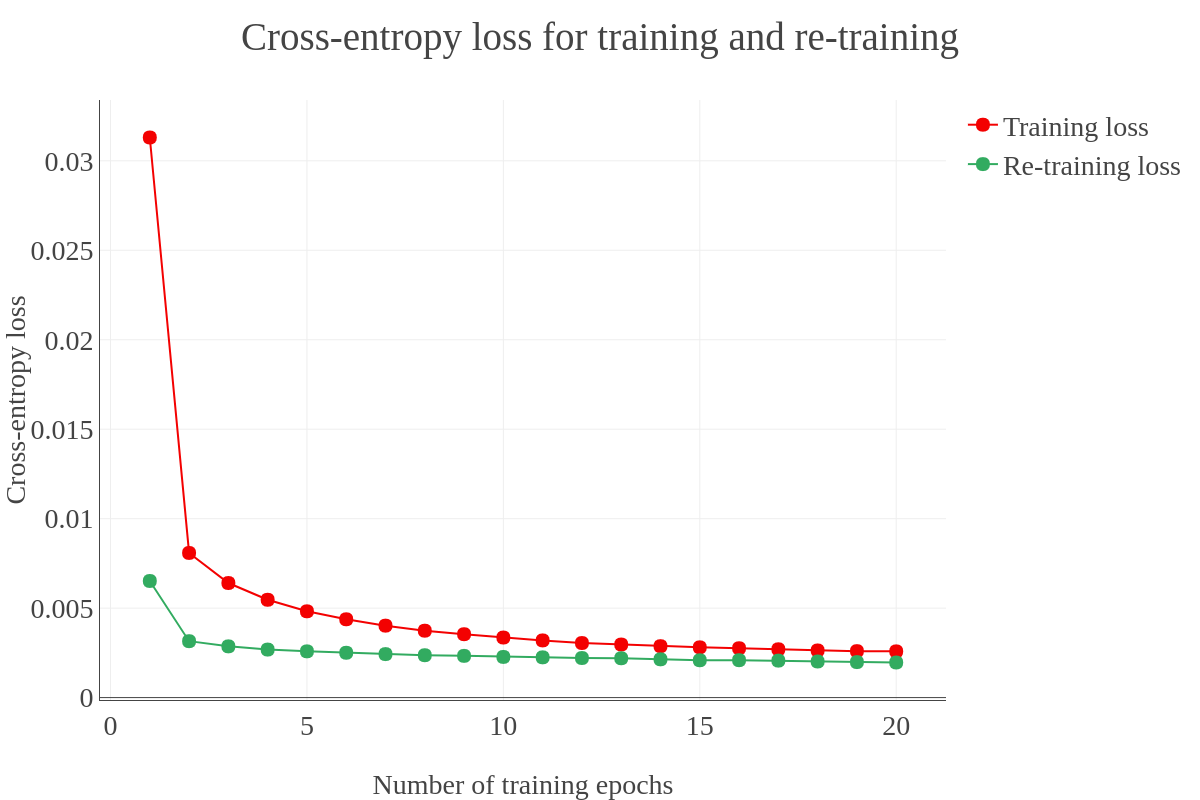 Cross-entropy loss for training and re-training
Training loss
Re-training loss
Cross-entropy loss
0.03
0.025
0.02
0.015
0.01
0.005
0
0 5 10 15 20
Number of training epochs